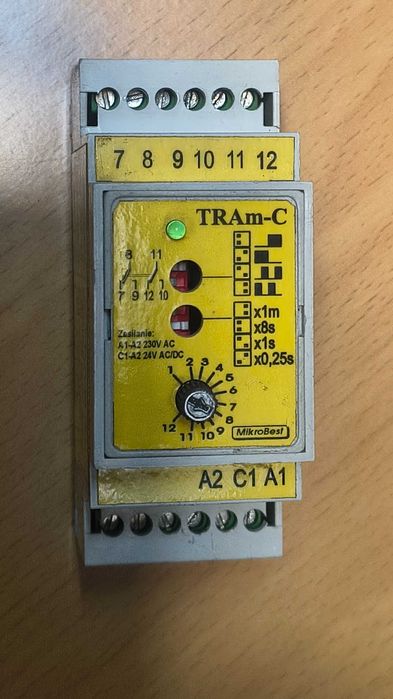 7 8 9 10 11 12
TRAm-C
8 11
7 9 12 10
x1m
x8s
x1s
x0,25s
Zasilanie:
A1-A2 230V AC
C1-A2 24V AC/DC
1 2 3 4 5 6 7 8 9 10 11 12
MikroBest
A2 C1 A1